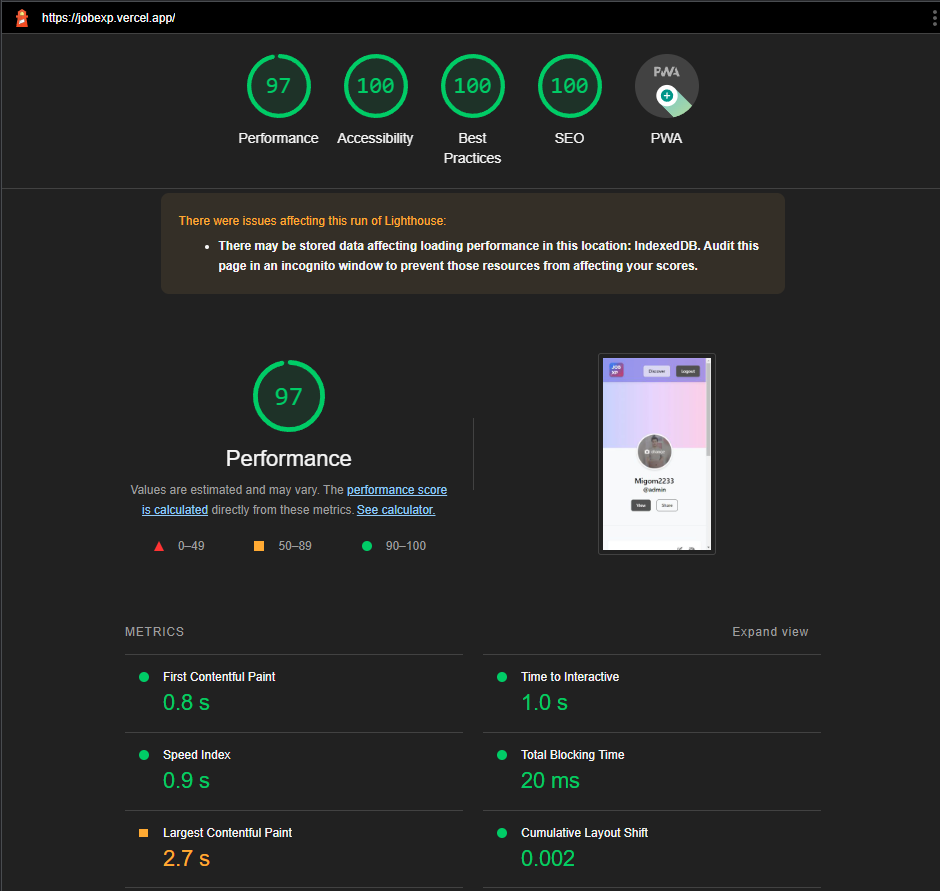 https://jobexp.vercel.app/
97
100
100
100
PWA
Performance
Accessibility
Best
Practices
SEO
PWA
There were issues affecting this run of Lighthouse:
There may be stored data affecting loading performance in this location: IndexedDB. Audit this
page in an incognito window to prevent those resources from affecting your scores.
97
Performance
Values are estimated and may vary. The performance score
is calculated directly from these metrics. See calculator.
0–49
50–89
90–100
JOB
XP
Discover
Logout
change
Migom2233
@admin
View
Share
METRICS
Expand view
First Contentful Paint
0.8 s
Time to Interactive
1.0 s
Speed Index
0.9 s
Total Blocking Time
20 ms
Largest Contentful Paint
2.7 s
Cumulative Layout Shift
0.002